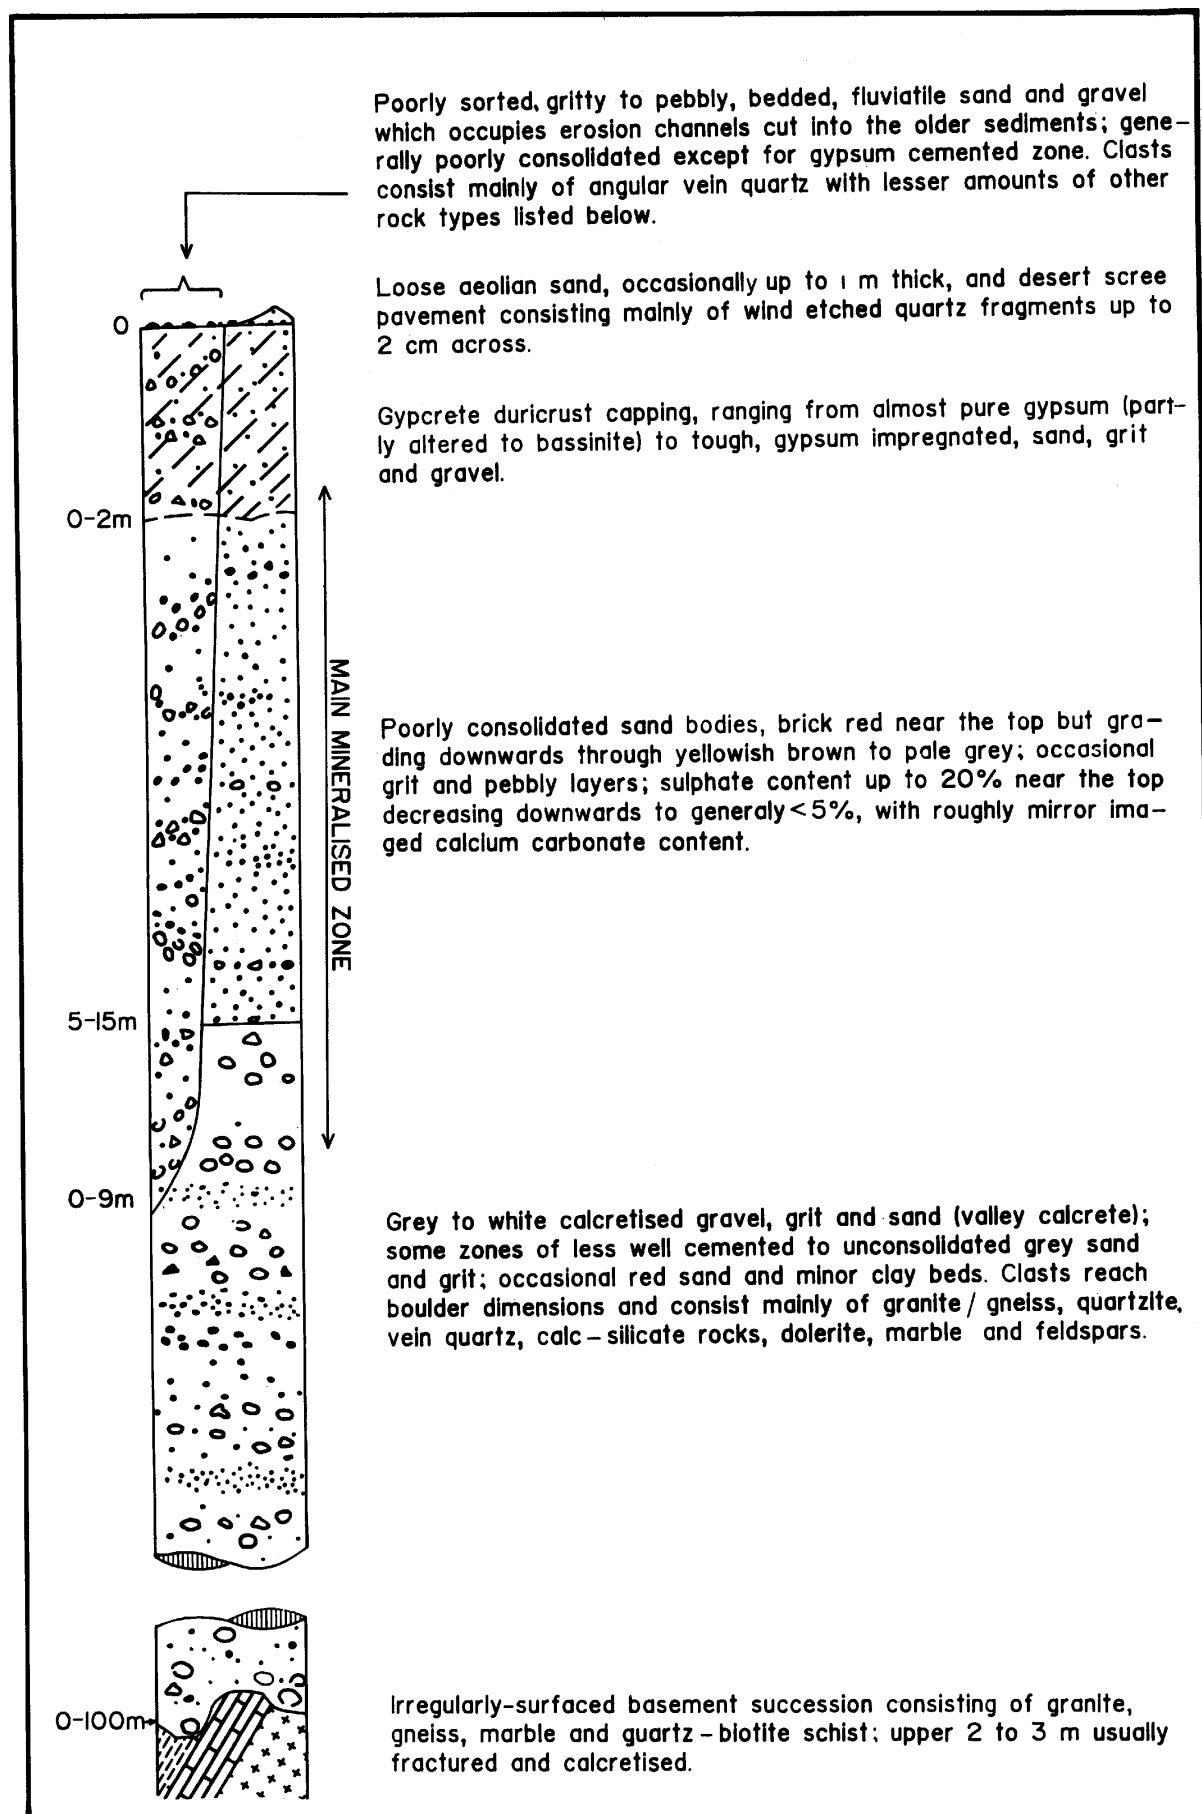 Poorly sorted, gritty to pebbly, bedded, fluviatile sand and gravel
which occupies erosion channels cut into the older sediments; gene-
rally poorly consolidated except for gypsum cemented zone. Clasts
consist mainly of angular vein quartz with lesser amounts of other
rock types listed below.
Loose aeolian sand, occasionally up to 1 m thick, and desert scree
pavement consisting mainly of wind etched quartz fragments up to
2 cm across.
0
Gypcrete duricrust capping, ranging from almost pure gypsum (part-
ly altered to bassinite) to tough, gypsum impregnated, sand, grit
and gravel.
0-2m
MAIN MINERALISED ZONE
Poorly consolidated sand bodies, brick red near the top but gra-
ding downwards through yellowish brown to pale grey; occasional
grit and pebbly layers; sulphate content up to 20% near the top
decreasing downwards to generaly <5%, with roughly mirror ima-
ged calcium carbonate content.
5-15m
0-9m
Grey to white calcretised gravel, grit and sand (valley calcrete);
some zones of less well cemented to unconsolidated grey sand
and grit; occasional red sand and minor clay beds. Clasts reach
boulder dimensions and consist mainly of granite / gneiss, quartzite,
vein quartz, calc-silicate rocks, dolerite, marble and feldspars.
0-100m
Irregularly-surfaced basement succession consisting of granite,
gneiss, marble and quartz-biotite schist; upper 2 to 3 m usually
fractured and calcretised.